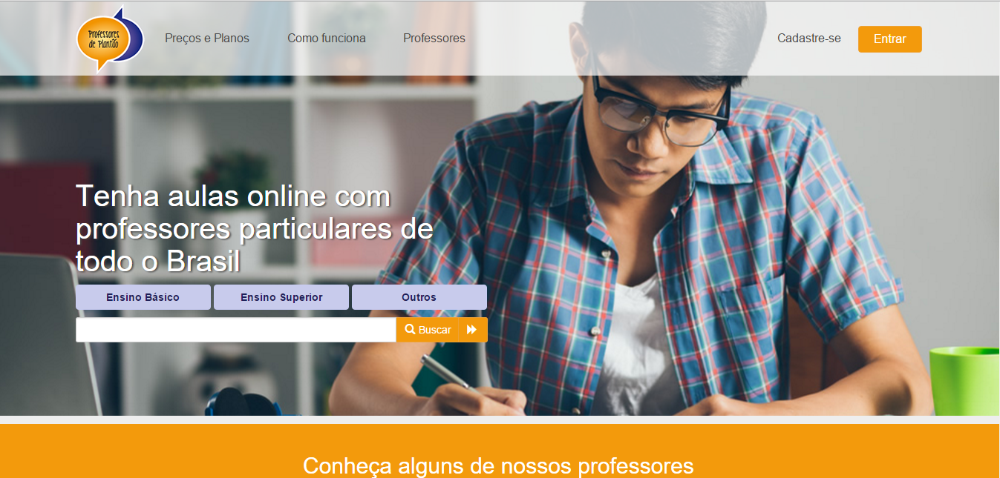 Professores
de Plantão
Preços e Planos
Como funciona
Professores
Cadastre-se
Entrar
Tenha aulas online com
professores particulares de
todo o Brasil
Ensino Básico
Ensino Superior
Outros
Buscar
Conheça alguns de nossos professores